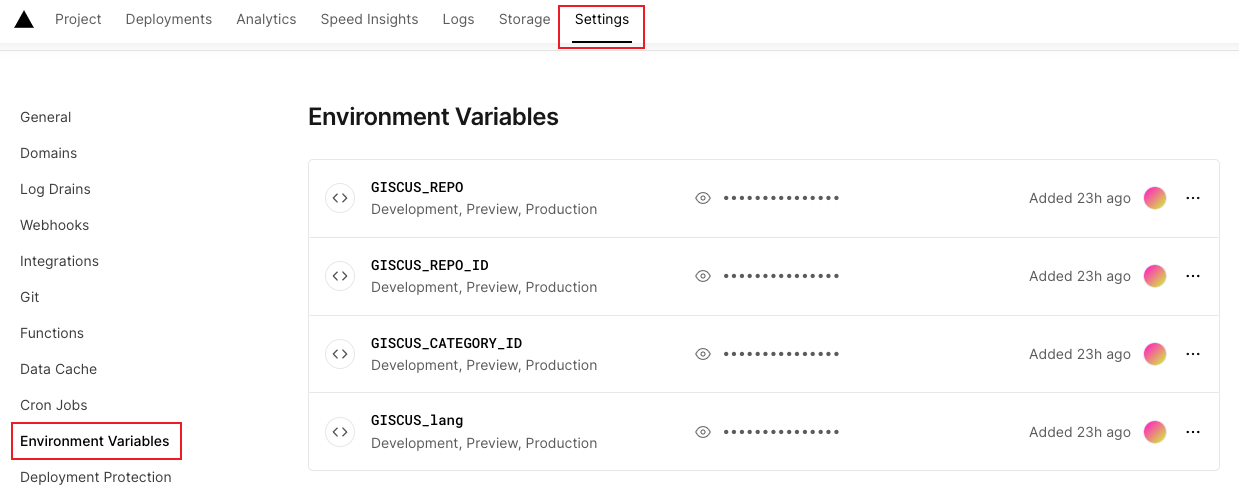 Project Deployments Analytics Speed Insights Logs Storage Settings
General
Domains
Log Drains
Webhooks
Integrations
Git
Functions
Data Cache
Cron Jobs
Environment Variables
Deployment Protection
Environment Variables
GISCUS_REPO
Development, Preview, Production
•••••••••••••• Added 23h ago ···
GISCUS_REPO_ID
Development, Preview, Production
•••••••••••••• Added 23h ago ···
GISCUS_CATEGORY_ID
Development, Preview, Production
•••••••••••••• Added 23h ago ···
GISCUS_lang
Development, Preview, Production
•••••••••••••• Added 23h ago ···